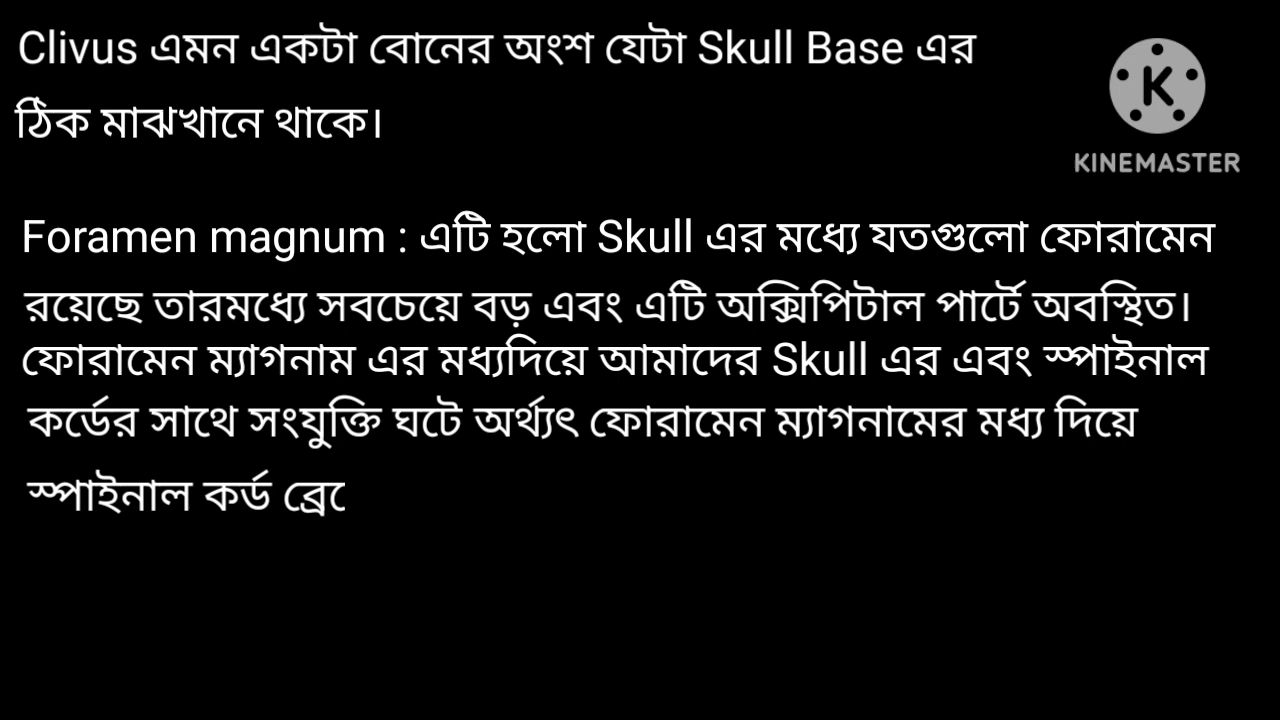 Clivus এমন একটা বোনের অংশ যেটা Skull Base এর
ঠিক মাঝখানে থাকে।
KINEMASTER
Foramen magnum : এটি হলো Skull এর মধ্যে যতগুলো ফোরামেন
রয়েছে তারমধ্যে সবচেয়ে বড় এবং এটি অক্সিপিটাল পার্টে অবস্থিত।
ফোরামেন ম্যাগনাম এর মধ্যদিয়ে আমাদের Skull এর এবং স্পাইনাল
কর্ডের সাথে সংযুক্তি ঘটে অর্থ্যৎ ফোরামেন ম্যাগনামের মধ্য দিয়ে
স্পাইনাল কর্ড